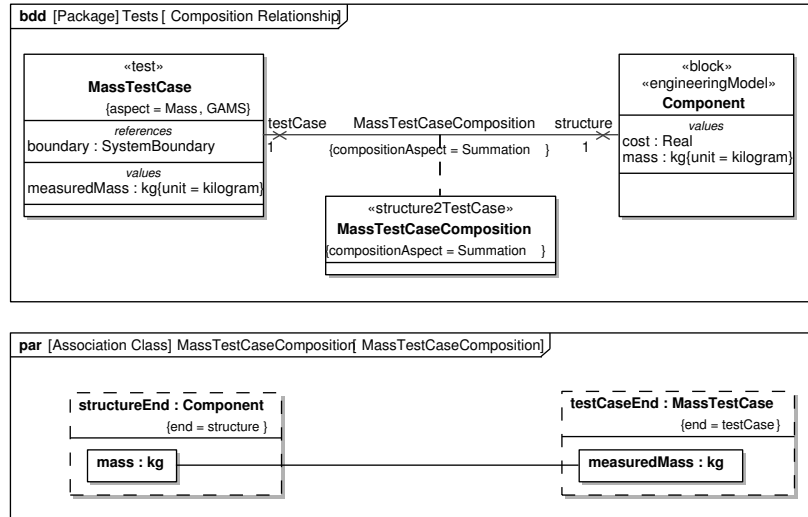 bdd [Package] Tests [ Composition Relationship]
«test»
MassTestCase
{aspect = Mass, GAMS}
references
boundary : SystemBoundary
values
measuredMass : kg{unit = kilogram}
testCase
1
MassTestCaseComposition
{compositionAspect = Summation }
structure
1
«block»
«engineeringModel»
Component
values
cost : Real
mass : kg{unit = kilogram}
«structure2TestCase»
MassTestCaseComposition
{compositionAspect = Summation }
par [Association Class] MassTestCaseComposition[ MassTestCaseComposition]
structureEnd : Component
{end = structure }
mass : kg
testCaseEnd : MassTestCase
{end = testCase}
measuredMass : kg